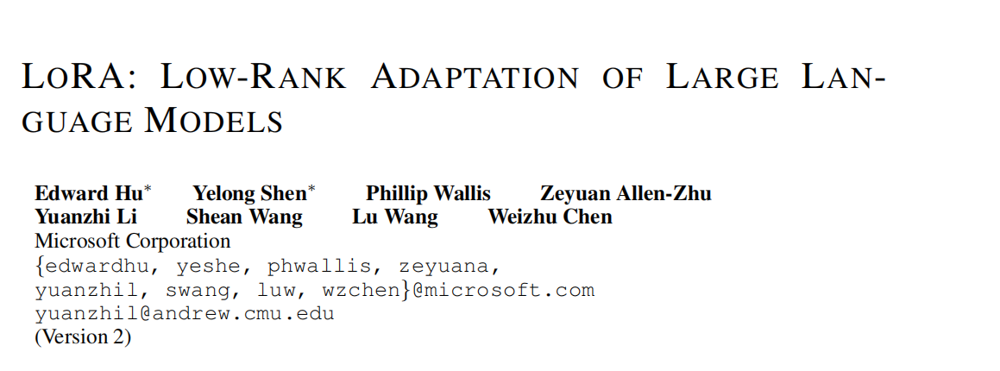 LORA: LOW-RANK ADAPTATION OF LARGE LAN-
GUAGE MODELS
Edward Hu* Yelong Shen* Phillip Wallis Zeyuan Allen-Zhu
Yuanzhi Li Shean Wang Lu Wang Weizhu Chen
Microsoft Corporation
{edwardhu, yeshe, phwallis, zeyuana,
yuanzhil, swang, luw, wzchen}@microsoft.com
yuanzhil@andrew.cmu.edu
(Version 2)